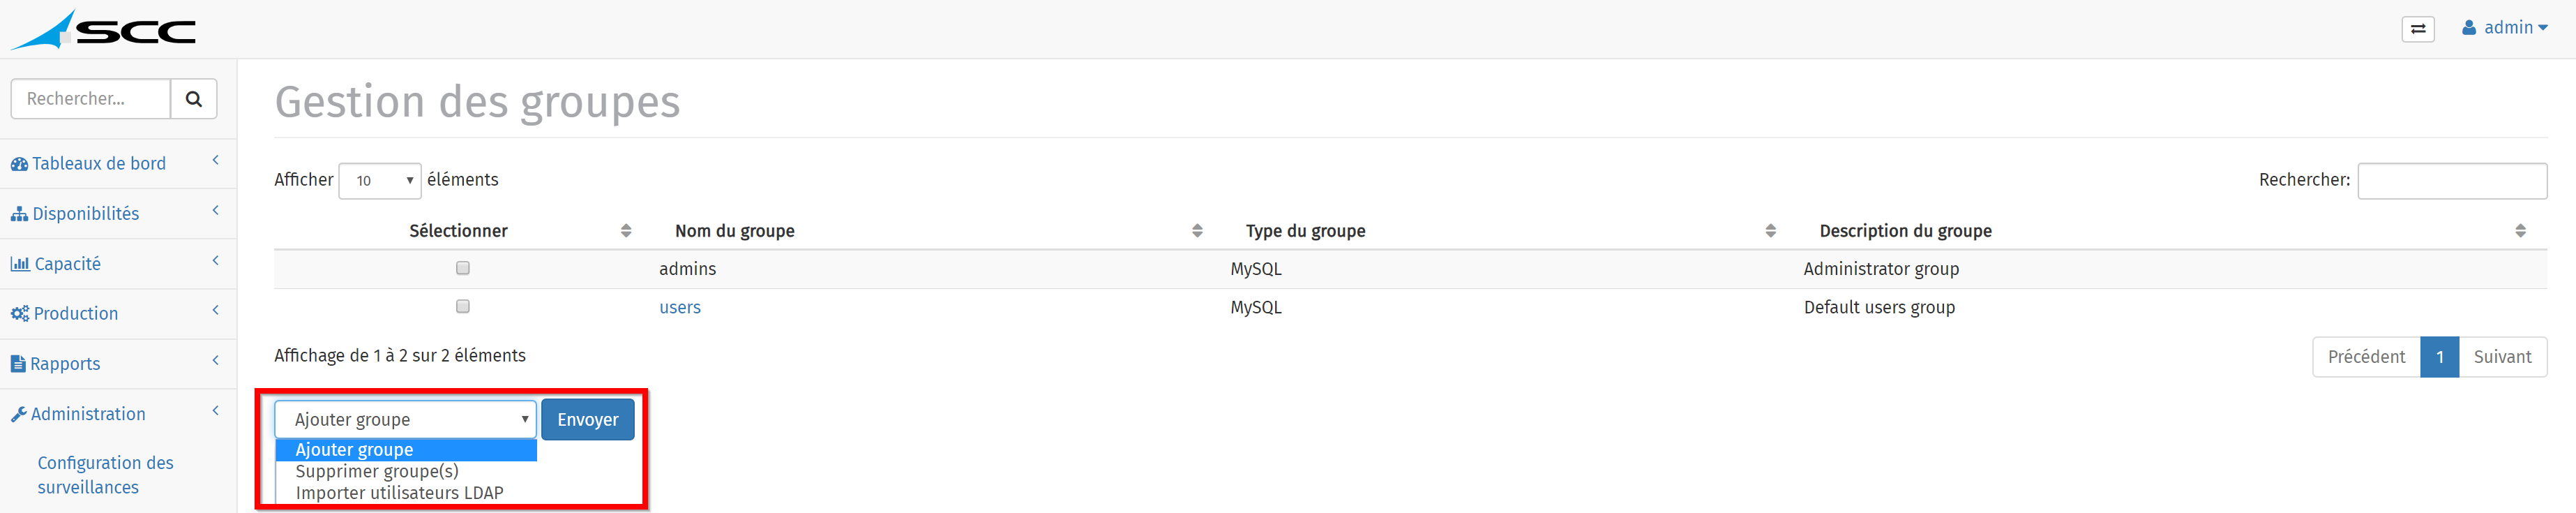 SCC
admin
Rechercher...
Gestion des groupes
Tableaux de bord
Disponibilités
Capacité
Production
Rapports
Administration
Configuration des
surveillances
Afficher 10 éléments
Rechercher:
Sélectionner Nom du groupe Type du groupe Description du groupe
admins MySQL Administrator group
users MySQL Default users group
Affichage de 1 à 2 sur 2 éléments
Précédent 1 Suivant
Ajouter groupe Envoyer
Ajouter groupe
Supprimer groupe(s)
Importer utilisateurs LDAP